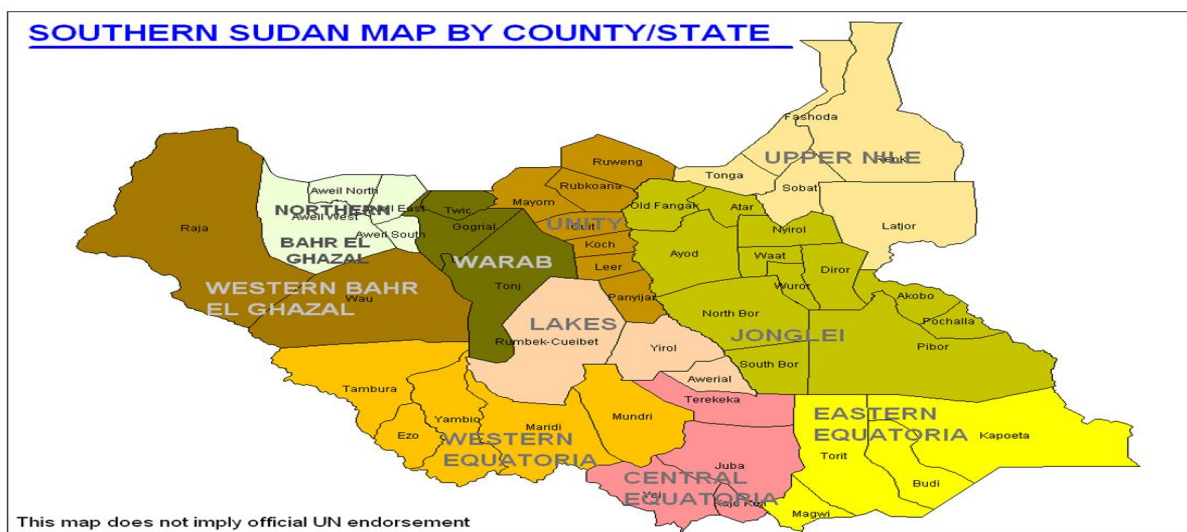 SOUTHERN SUDAN MAP BY COUNTY/STATE
Fashoda
UPPER NILE
Renk
Ruweng
Tonga
Sobat
Rubkoana
Aweil North
Mayom
Twic
Old Fangak
Atar
NORTHERN
Aweil West
Gogrial
UNITY
Nyirol
Latjor
Raja
Aweil South
BAHR EL
GHAZAL
Koch
Ayod
Waat
WARAB
Leer
Diror
Tonj
Wuror
WESTERN BAHR
EL GHAZAL
Wau
Panyijar
Akobo
Pochalla
North Bor
LAKES
JONGLEI
Rumbek-Cueibet
Yirol
Pibor
South Bor
Tambura
Awerial
Terekeka
Yambio
Mundri
EASTERN
EQUATORIA
Kapoeta
Ezo
Maridi
WESTERN
EQUATORIA
Torit
Juba
CENTRAL
EQUATORIA
Budi
Magwi
This map does not imply official UN endorsement